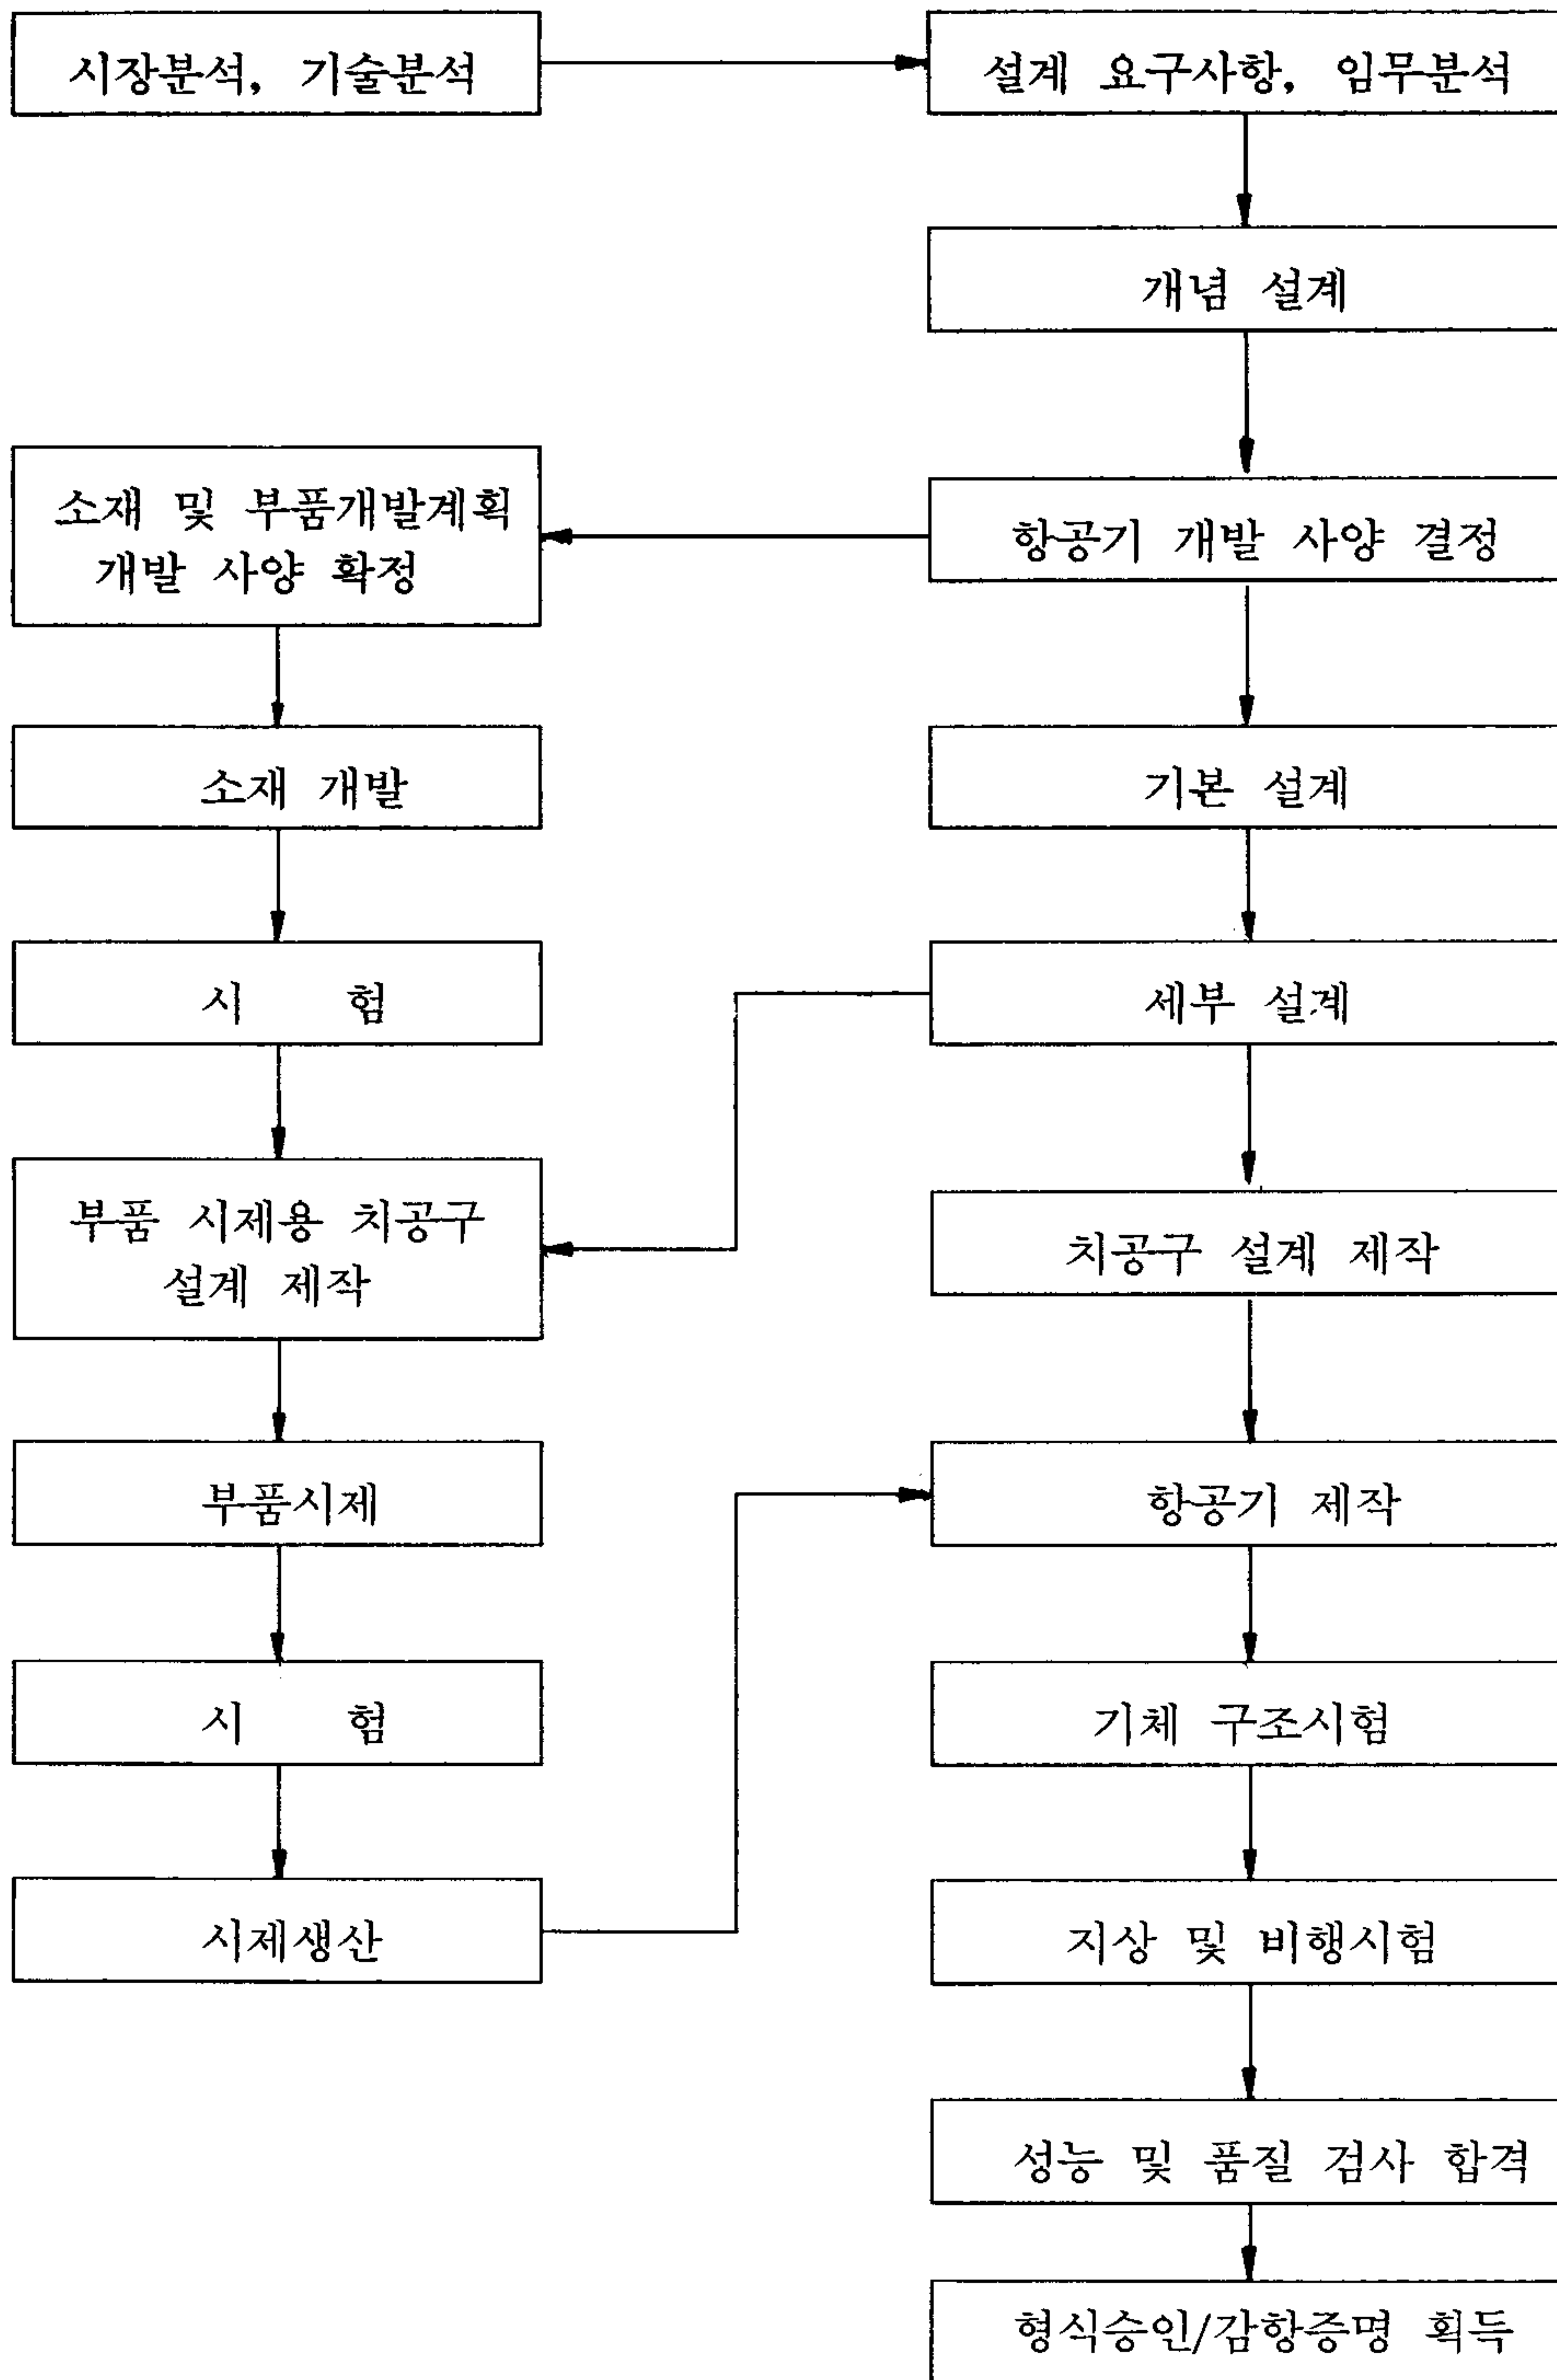 시장분석, 기술분석
설계 요구사항, 임무분석
개념 설계
소재 및 부품개발계획
개발 사양 확정
항공기 개발 사양 결정
소재 개발
기본 설계
시 험
세부 설계
부품 시제용 치공구
설계 제작
치공구 설계 제작
부품시제
항공기 제작
시 험
기체 구조시험
시제생산
지상 및 비행시험
성능 및 품질 검사 합격
형식승인/감항증명 획득